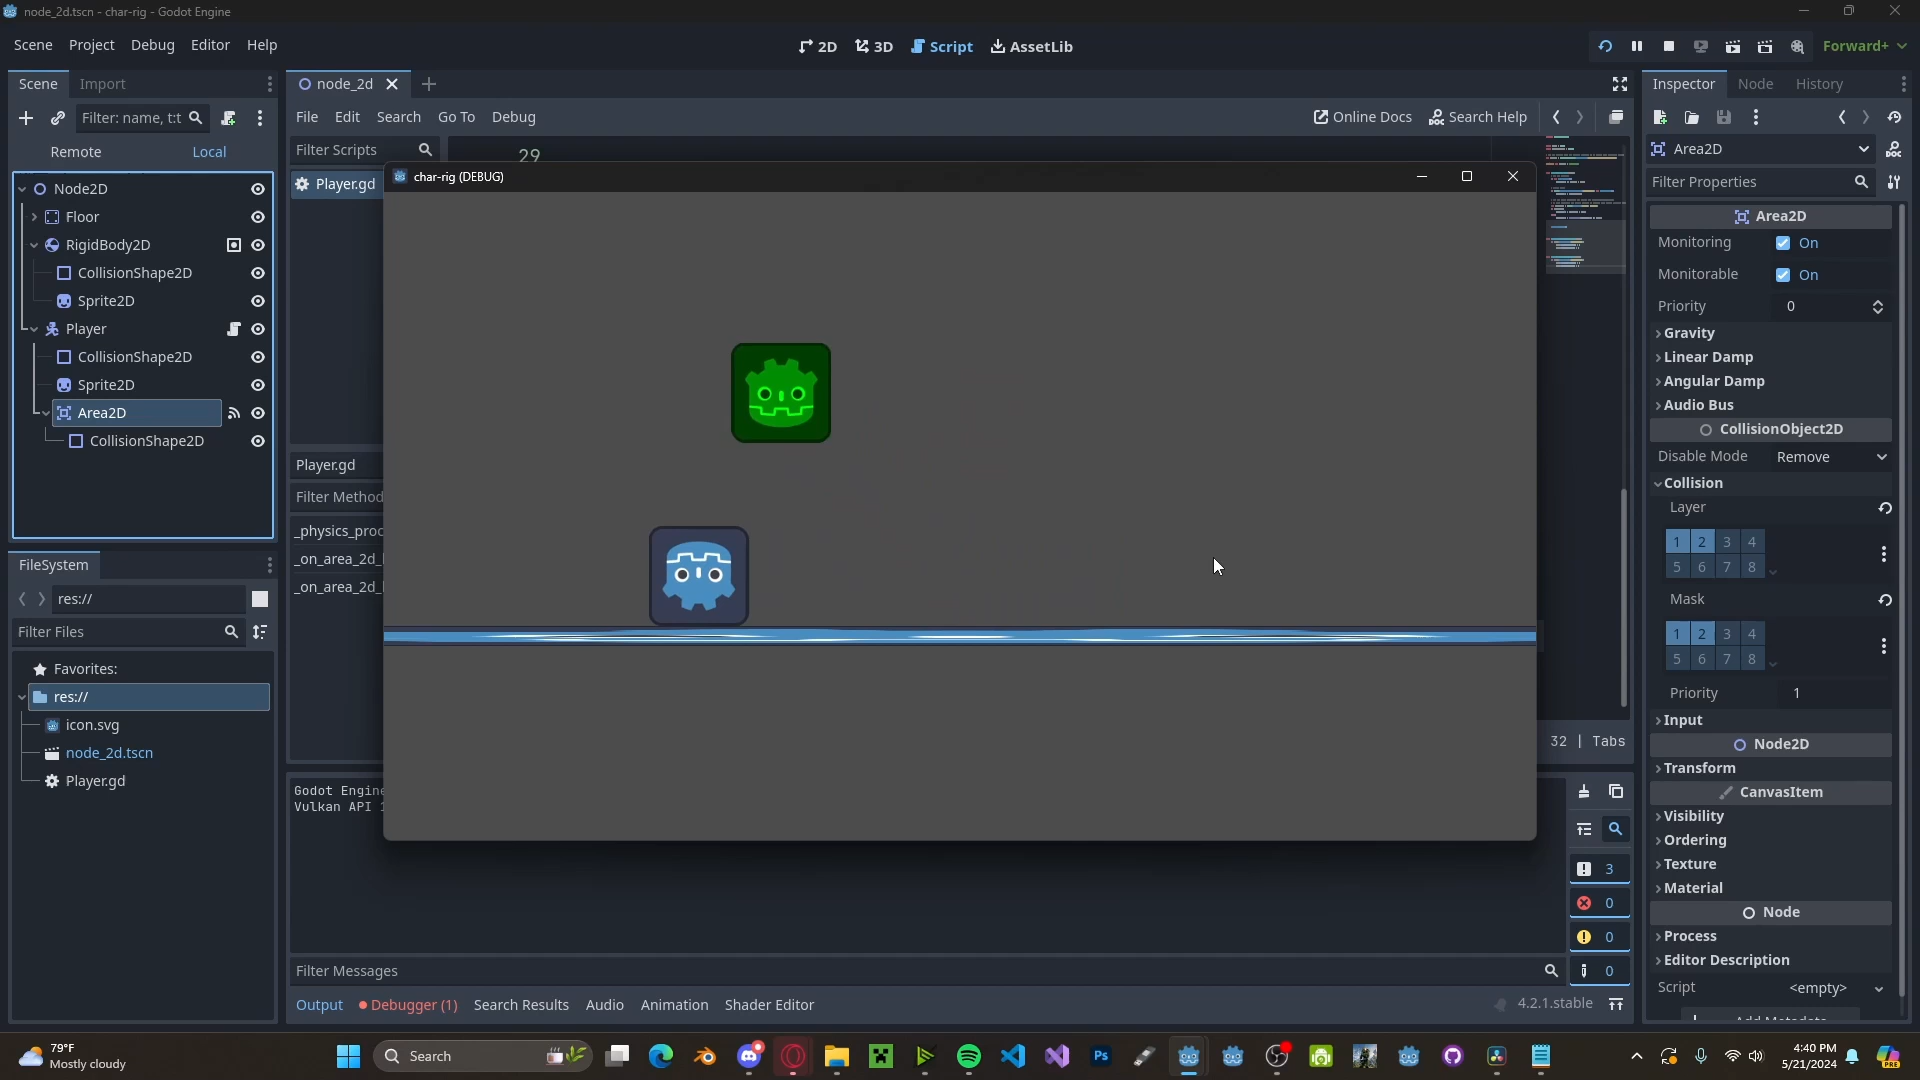 node_2d.tscn - char-rig - Godot Engine
Scene Project Debug Editor Help
2D 3D Script AssetLib
Forward+
Scene Import
Filter: name, t:t
Remote Local
Node2D
Floor
RigidBody2D
CollisionShape2D
Sprite2D
Player
CollisionShape2D
Sprite2D
Area2D
CollisionShape2D
FileSystem
res://
Filter Files
Favorites:
res://
icon.svg
node_2d.tscn
Player.gd
node_2d
File Edit Search Go To Debug
Online Docs Search Help
Filter Scripts
29
Player.gd
char-rig (DEBUG)
Player.gd
Filter Method
_physics_proc
_on_area_2d_
_on_area_2d_
32 | Tabs
Godot Engine
Vulkan API 1
3
0
0
0
Filter Messages
Output Debugger (1) Search Results Audio Animation Shader Editor
4.2.1.stable
Inspector Node History
Area2D
Filter Properties
Area2D
Monitoring On
Monitorable On
Priority 0
Gravity
Linear Damp
Angular Damp
Audio Bus
CollisionObject2D
Disable Mode Remove
Collision
Layer
1 2 3 4
5 6 7 8
Mask
1 2 3 4
5 6 7 8
Priority 1
Input
Node2D
Transform
CanvasItem
Visibility
Ordering
Texture
Material
Node
Process
Editor Description
Script <empty>
Add Metadata
79°F
Mostly cloudy
Search
Ps
4:40 PM
5/21/2024
PRE